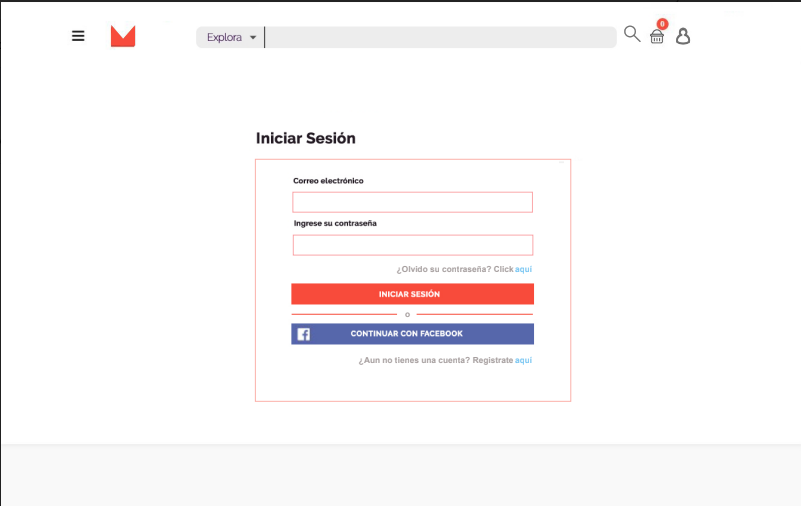 Explora
0
Iniciar Sesión
Correo electrónico
Ingrese su contraseña
¿Olvido su contraseña? Click aquí
INICIAR SESIÓN
o
CONTINUAR CON FACEBOOK
¿Aun no tienes una cuenta? Registrate aquí